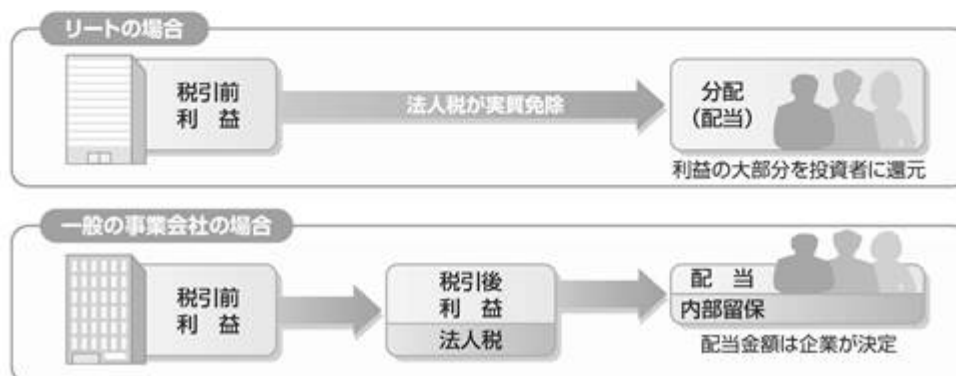 リートの場合
税引前
利 益
法人税が実質免除
分配
(配当)
利益の大部分を投資者に還元
一般の事業会社の場合
税引前
利 益
税引後
利 益
法人税
配 当
内部留保
配当金額は企業が決定